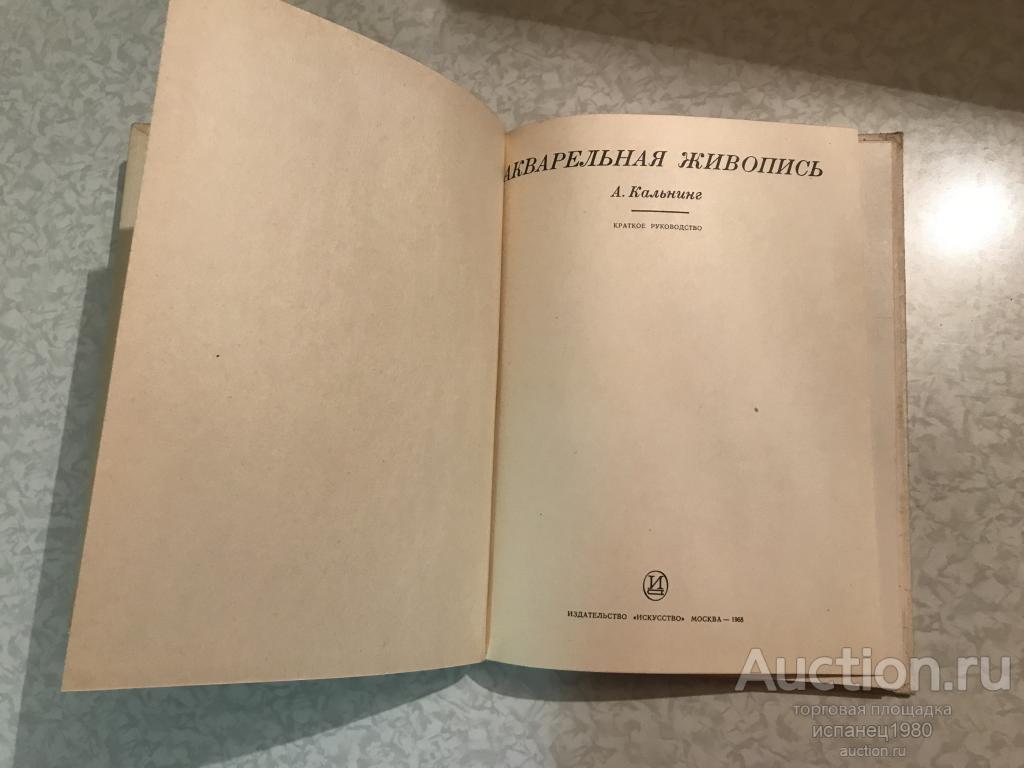 АКВАРЕЛЬНАЯ ЖИВОПИСЬ
А. Кальнинг
КРАТКОЕ РУКОВОДСТВО
И
ИЗДАТЕЛЬСТВО «ИСКУССТВО» МОСКВА — 1968
Auction.ru
торговая площадка
испанец1980
auction.ru